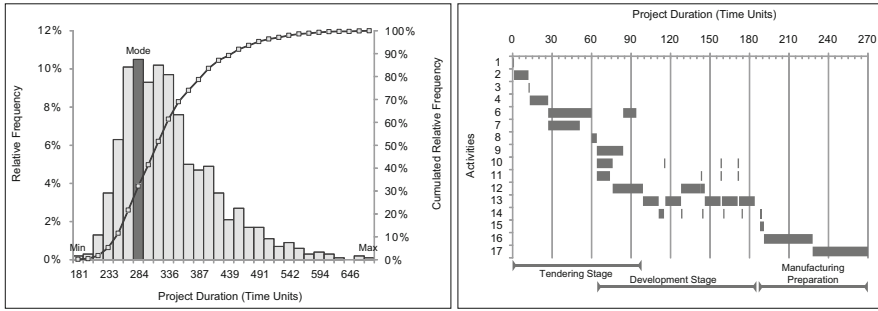 12%
10%
8%
6%
4%
2%
0%
Relative Frequency
Mode
Min
Max
100%
90%
80%
70%
60%
50%
40%
30%
20%
10%
0%
Cumulated Relative Frequency
181 233 284 336 387 439 491 542 594 646
Project Duration (Time Units)
Project Duration (Time Units)
0 30 60 90 120 150 180 210 240 270
Activities
1
2
3
4
6
7
8
9
10
11
12
13
14
15
16
17
Tendering Stage
Development Stage
Manufacturing
Preparation